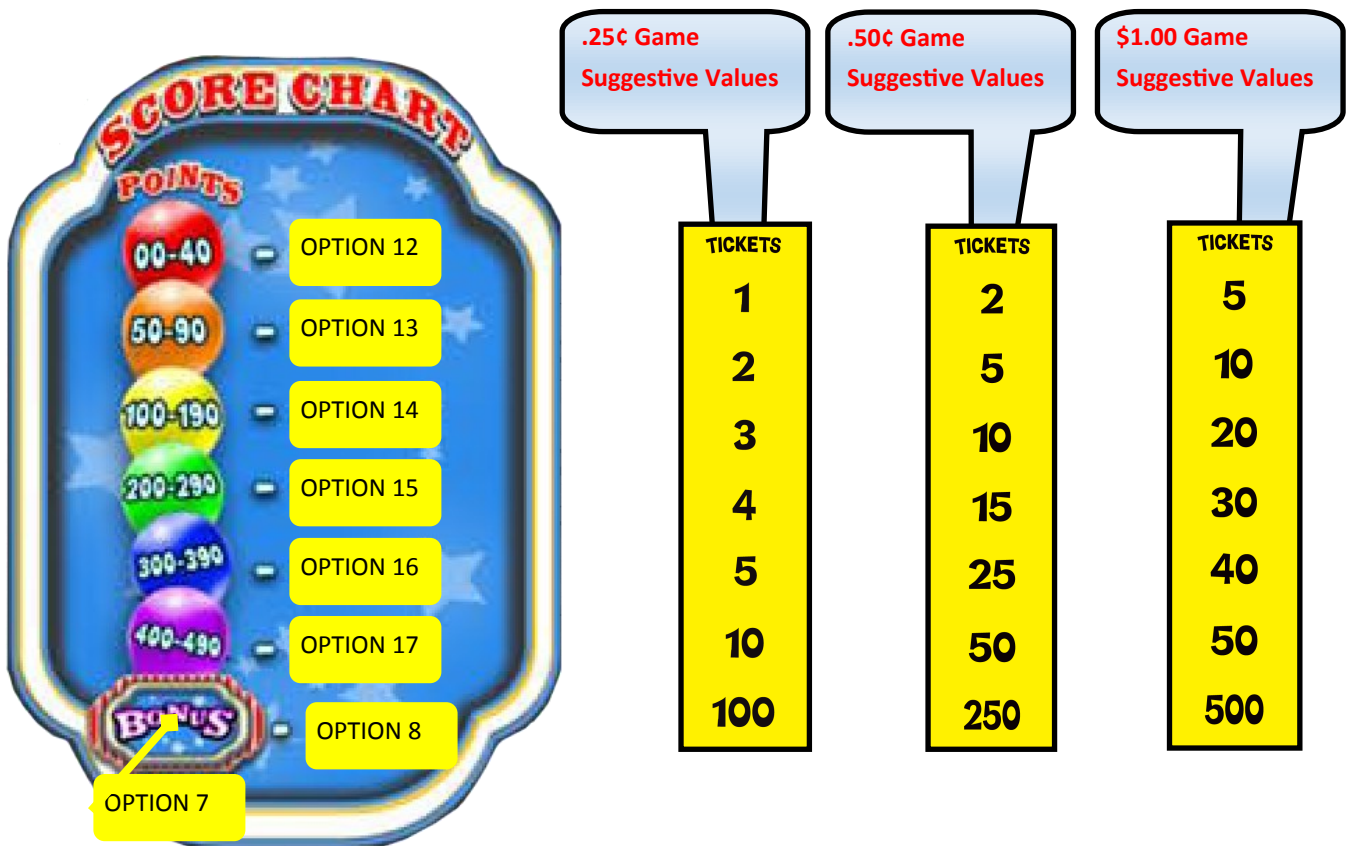 SCORE CHART
POINTS
00-40 - OPTION 12
50-90 - OPTION 13
100-190 - OPTION 14
200-290 - OPTION 15
300-390 - OPTION 16
400-490 - OPTION 17
BONUS - OPTION 8
OPTION 7
.25¢ Game
Suggestive Values
TICKETS
1
2
3
4
5
10
100
.50¢ Game
Suggestive Values
TICKETS
2
5
10
15
25
50
250
$1.00 Game
Suggestive Values
TICKETS
5
10
20
30
40
50
500